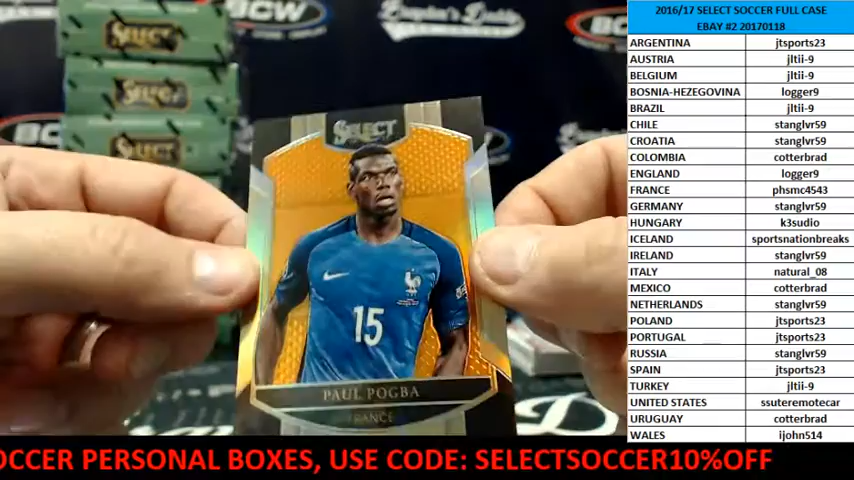 2016/17 SELECT SOCCER FULL CASE
EBAY #2 20170118
ARGENTINA jtsports23
AUSTRIA jltii-9
BELGIUM jltii-9
BOSNIA-HEZEGOVINA logger9
BRAZIL jltii-9
CHILE stanglvr59
CROATIA stanglvr59
COLOMBIA cotterbrad
ENGLAND logger9
FRANCE phsmc4543
GERMANY stanglvr59
HUNGARY k3sudio
ICELAND sportsnationbreaks
IRELAND stanglvr59
ITALY natural_08
MEXICO cotterbrad
NETHERLANDS stanglvr59
POLAND jtsports23
PORTUGAL jtsports23
RUSSIA stanglvr59
SPAIN jtsports23
TURKEY jltii-9
UNITED STATES ssuteremotecar
URUGUAY cotterbrad
WALES ijohn514
SELECT
SELECT
SELECT
BCW
BCW
SELECT
15
PAUL POGBA
FRANCE
OCCER PERSONAL BOXES, USE CODE: SELECTSOCCER10%OFF